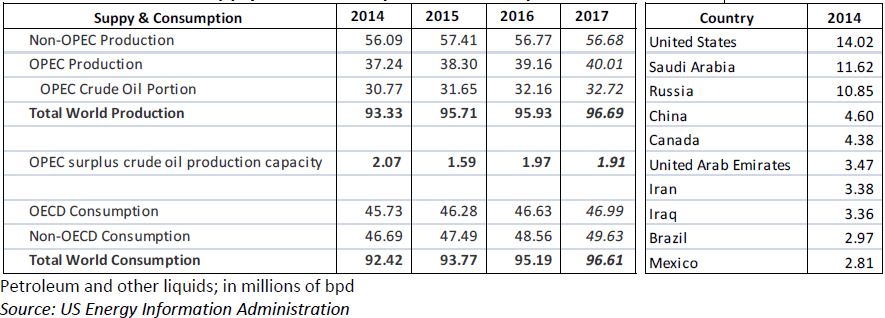 Suppy & Consumption 2014 2015 2016 2017
Non-OPEC Production 56.09 57.41 56.77 56.68
OPEC Production 37.24 38.30 39.16 40.01
OPEC Crude Oil Portion 30.77 31.65 32.16 32.72
Total World Production 93.33 95.71 95.93 96.69
OPEC surplus crude oil production capacity 2.07 1.59 1.97 1.91
OECD Consumption 45.73 46.28 46.63 46.99
Non-OECD Consumption 46.69 47.49 48.56 49.63
Total World Consumption 92.42 93.77 95.19 96.61
Country 2014
United States 14.02
Saudi Arabia 11.62
Russia 10.85
China 4.60
Canada 4.38
United Arab Emirates 3.47
Iran 3.38
Iraq 3.36
Brazil 2.97
Mexico 2.81
Petroleum and other liquids; in millions of bpd
Source: US Energy Information Administration